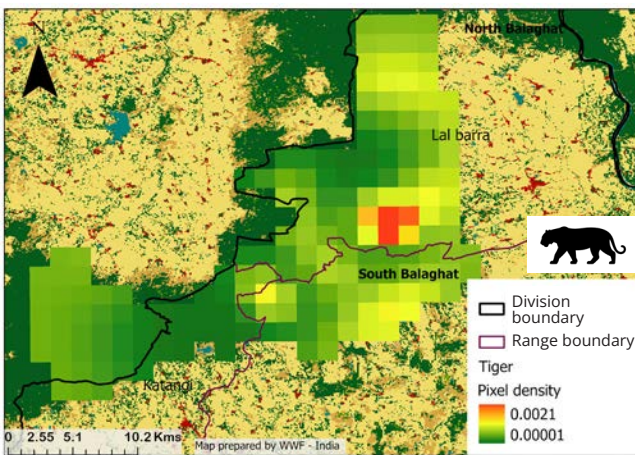 N
North Balaghat
Lal barra
South Balaghat
Katangi
Division
boundary
Range boundary
Tiger
Pixel density
0.0021
0.00001
0 2.55 5.1 10.2 Kms
Map prepared by WWF - India